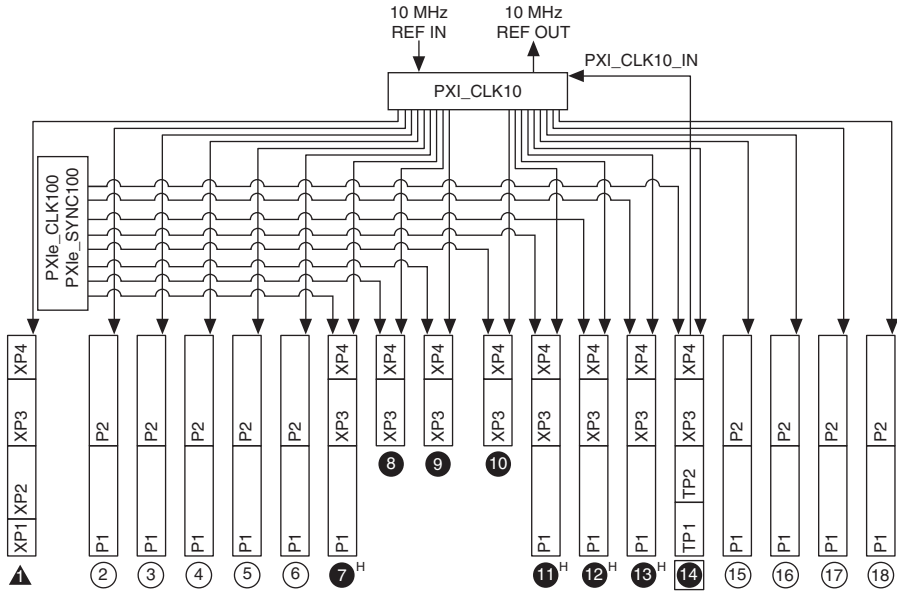 10 MHz
REF IN
10 MHz
REF OUT
PXI_CLK10_IN
PXI_CLK10
PXIe_CLK100
PXIe_SYNC100
XP4
XP3
XP2
XP1
1
P2
P1
2
P2
P1
3
P2
P1
4
P2
P1
5
P2
P1
6
XP4
XP3
P1
7 H
XP4
XP3
8
XP4
XP3
9
XP4
XP3
10
XP4
XP3
P1
11 H
XP4
XP3
P1
12 H
XP4
XP3
P1
13 H
XP4
XP3
TP2
TP1
14
P2
P1
15
P2
P1
16
P2
P1
17
P2
P1
18